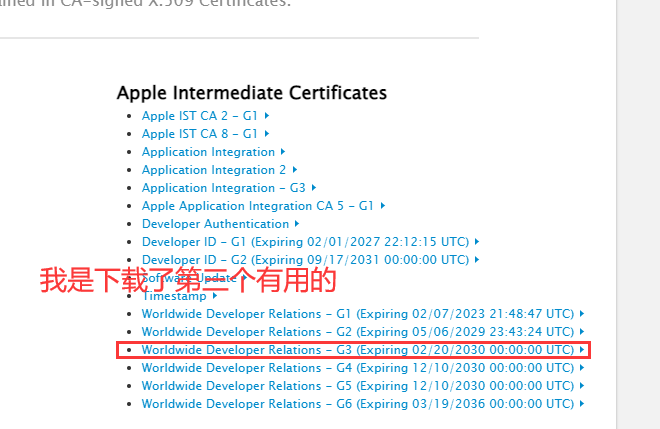 ained in CA-signed X.509 Certificates.
Apple Intermediate Certificates
Apple IST CA 2 - G1
Apple IST CA 8 - G1
Application Integration
Application Integration 2
Application Integration - G3
Apple Application Integration CA 5 - G1
Developer Authentication
Developer ID - G1 (Expiring 02/01/2027 22:12:15 UTC)
Developer ID - G2 (Expiring 09/17/2031 00:00:00 UTC)
我是下载了第三个有用的
Software Update
Timestamp
Worldwide Developer Relations - G1 (Expiring 02/07/2023 21:48:47 UTC)
Worldwide Developer Relations - G2 (Expiring 05/06/2029 23:43:24 UTC)
Worldwide Developer Relations - G3 (Expiring 02/20/2030 00:00:00 UTC)
Worldwide Developer Relations - G4 (Expiring 12/10/2030 00:00:00 UTC)
Worldwide Developer Relations - G5 (Expiring 12/10/2030 00:00:00 UTC)
Worldwide Developer Relations - G6 (Expiring 03/19/2036 00:00:00 UTC)